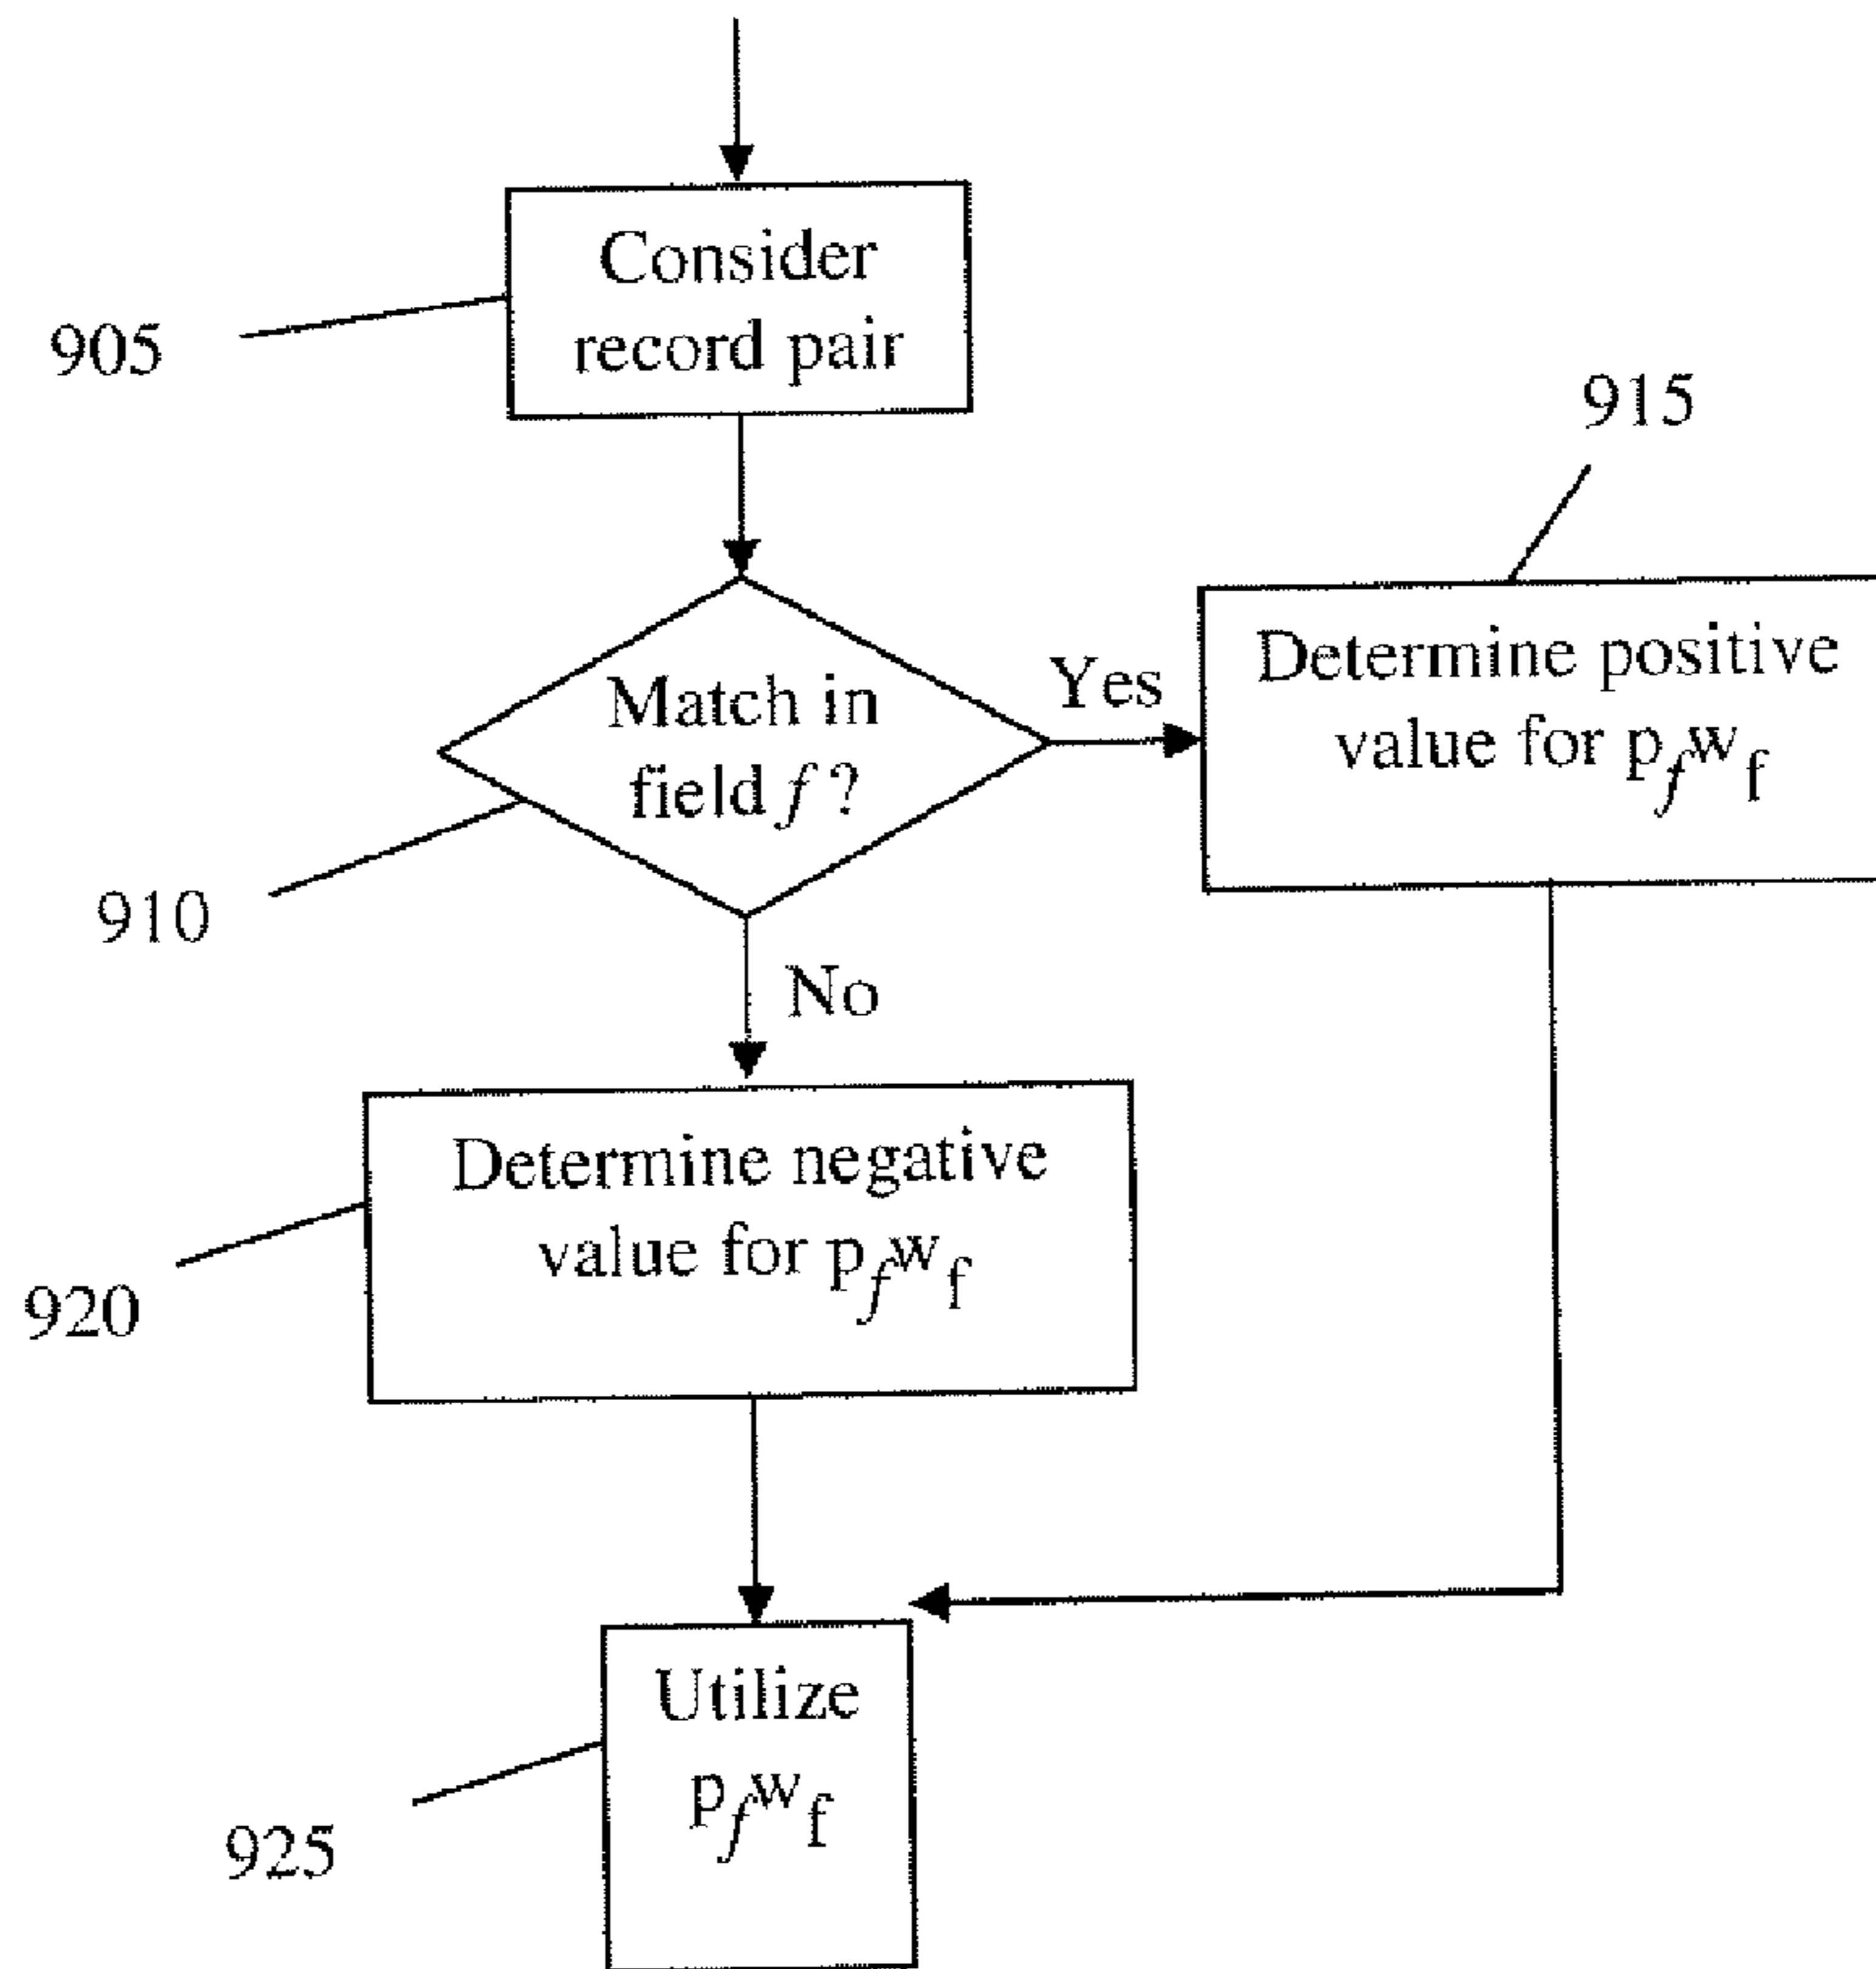 Consider
record pair
905
915
Match in
field f ?
Yes
Determine positive
value for p_f w_f
910
No
Determine negative
value for p_f w_f
920
Utilize
p_f w_f
925